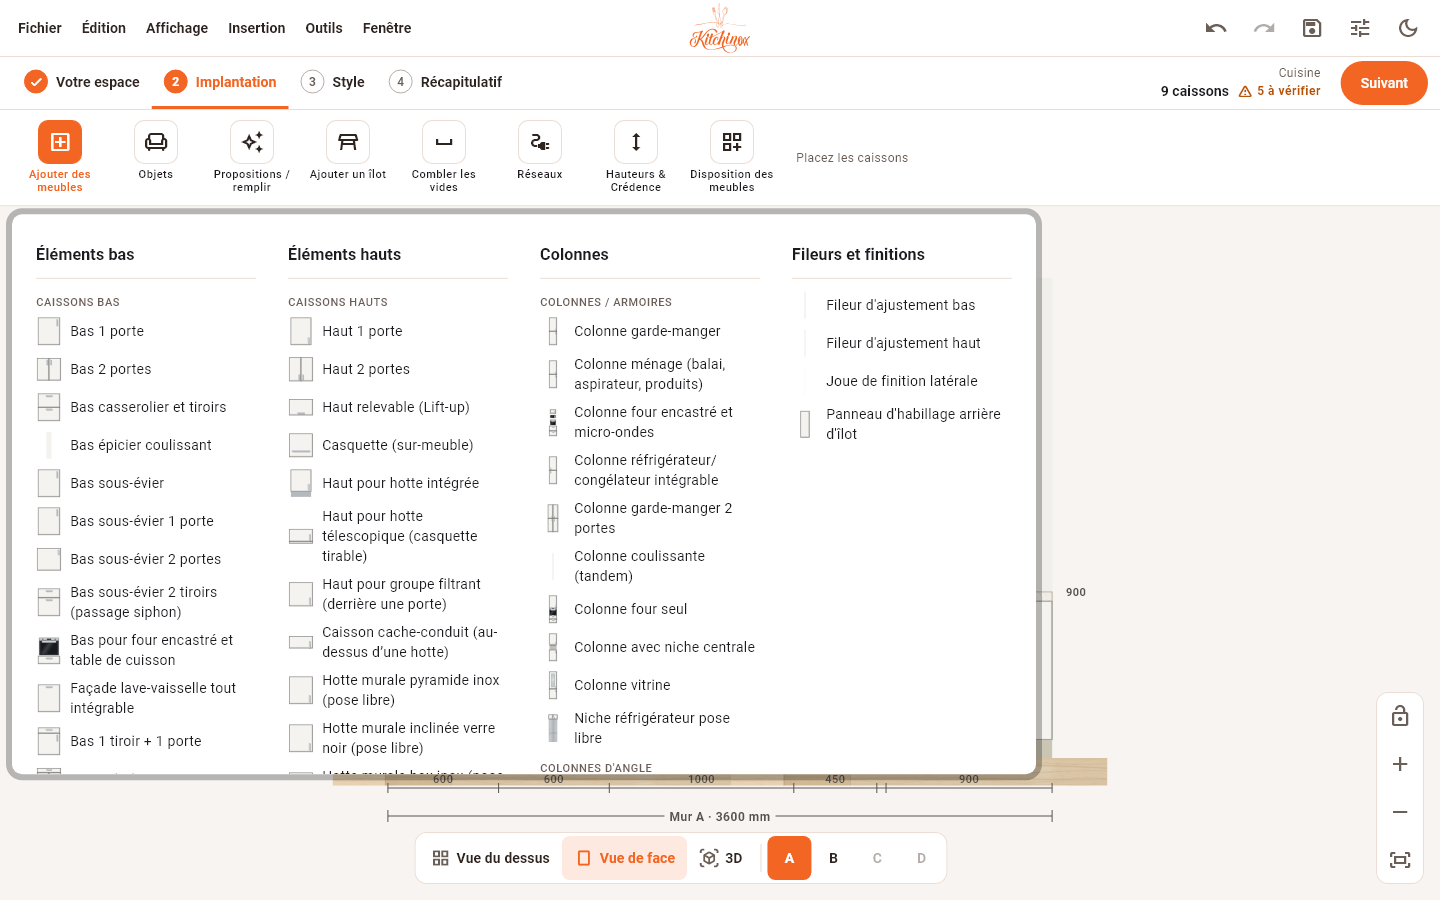 Fichier Édition Affichage Insertion Outils Fenêtre
Kitchinox
Votre espace
2 Implantation
3 Style
4 Récapitulatif
Cuisine
9 caissons 5 à vérifier
Suivant
Ajouter des
meubles
Objets
Propositions /
remplir
Ajouter un îlot
Combler les
vides
Réseaux
Hauteurs &
Crédence
Disposition des
meubles
Placez les caissons
Éléments bas
CAISSONS BAS
Bas 1 porte
Bas 2 portes
Bas casserolier et tiroirs
Bas épicier coulissant
Bas sous-évier
Bas sous-évier 1 porte
Bas sous-évier 2 portes
Bas sous-évier 2 tiroirs
(passage siphon)
Bas pour four encastré et
table de cuisson
Façade lave-vaisselle tout
intégrable
Bas 1 tiroir + 1 porte
Éléments hauts
CAISSONS HAUTS
Haut 1 porte
Haut 2 portes
Haut relevable (Lift-up)
Casquette (sur-meuble)
Haut pour hotte intégrée
Haut pour hotte
télescopique (casquette
tirable)
Haut pour groupe filtrant
(derrière une porte)
Caisson cache-conduit (au-
dessus d’une hotte)
Hotte murale pyramide inox
(pose libre)
Hotte murale inclinée verre
noir (pose libre)
Colonnes
COLONNES / ARMOIRES
Colonne garde-manger
Colonne ménage (balai,
aspirateur, produits)
Colonne four encastré et
micro-ondes
Colonne réfrigérateur/
congélateur intégrable
Colonne garde-manger 2
portes
Colonne coulissante
(tandem)
Colonne four seul
Colonne avec niche centrale
Colonne vitrine
Niche réfrigérateur pose
libre
COLONNES D'ANGLE
Fileurs et finitions
Fileur d'ajustement bas
Fileur d'ajustement haut
Joue de finition latérale
Panneau d'habillage arrière
d'îlot
900
600 600 1000 450 900
Mur A · 3600 mm
Vue du dessus Vue de face 3D A B C D